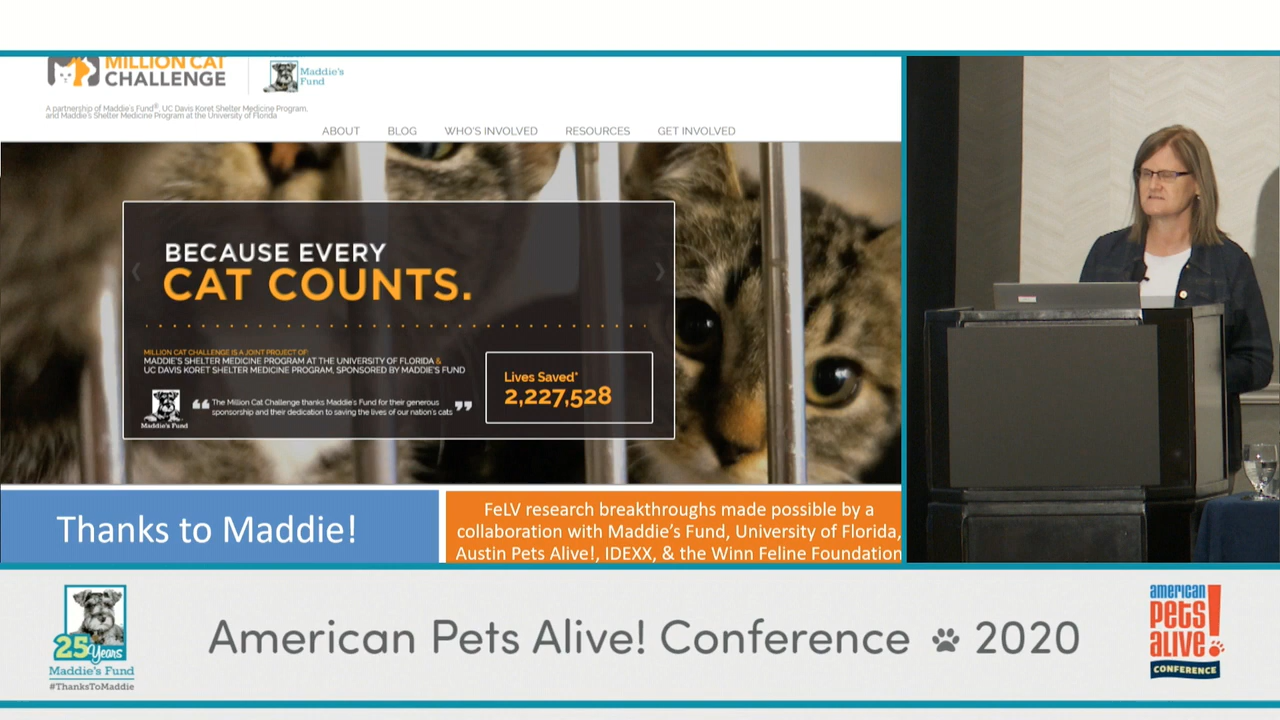 MILLION CAT
CHALLENGE
Maddie's
Fund
A partnership of Maddie's Fund®, UC Davis Koret Shelter Medicine Program,
and Maddie's Shelter Medicine Program at the University of Florida
ABOUT BLOG WHO'S INVOLVED RESOURCES GET INVOLVED
BECAUSE EVERY
CAT COUNTS.
MILLION CAT CHALLENGE IS A JOINT PROJECT OF:
MADDIE'S SHELTER MEDICINE PROGRAM AT THE UNIVERSITY OF FLORIDA &
UC DAVIS KORET SHELTER MEDICINE PROGRAM, SPONSORED BY MADDIE'S FUND
Maddie's Fund
“ The Million Cat Challenge thanks Maddie's Fund for their generous
sponsorship and their dedication to saving the lives of our nation's cats ”
Lives Saved*
2,227,528
Thanks to Maddie!
FeLV research breakthroughs made possible by a
collaboration with Maddie's Fund, University of Florida,
Austin Pets Alive!, IDEXX, & the Winn Feline Foundation
25 Years
Maddie's Fund
#ThanksToMaddie
American Pets Alive! Conference 2020
american
PETS
ALIVE!
CONFERENCE